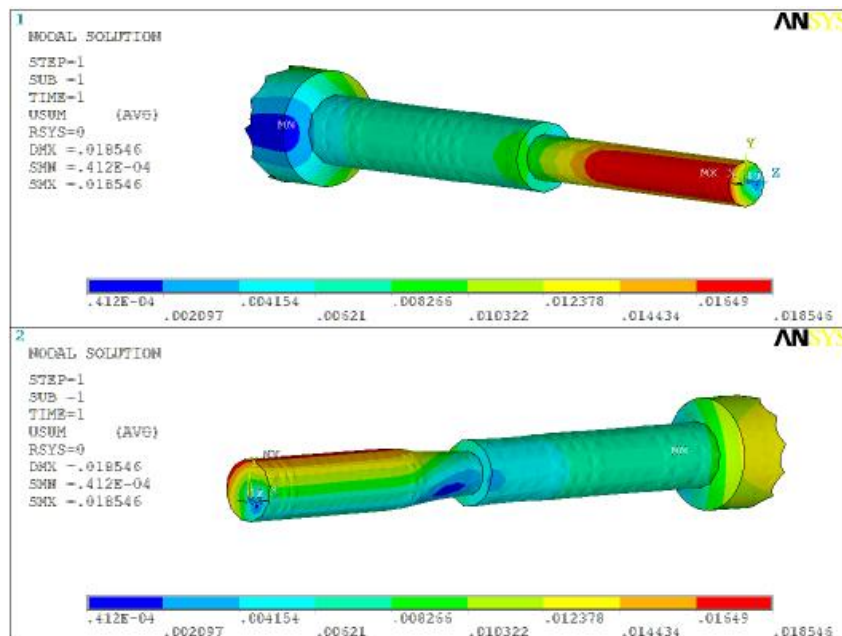 1
ANSYS
NODAL SOLUTION
STEP=1
SUB =1
TIME=1
USUM (AVG)
RSYS=0
DMX =.018546
SMN =.412E-04
SMX =.018546
MN
MX
Y
Z
.412E-04 .004154 .008266 .012378 .01649
.002097 .00621 .010322 .014434 .018546
2
ANSYS
NODAL SOLUTION
STEP=1
SUB =1
TIME=1
USUM (AVG)
RSYS=0
DMX =.018546
SMN =.412E-04
SMX =.018546
MX
MN
.412E-04 .004154 .008266 .012378 .01649
.002097 .00621 .010322 .014434 .018546